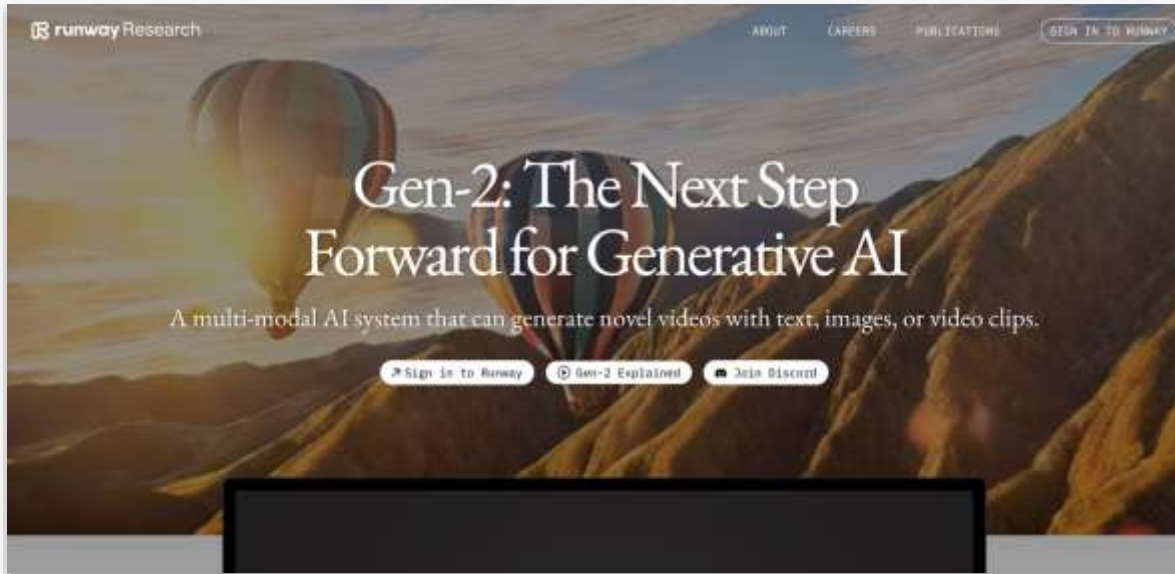 runway Research
ABOUT CAREERS PUBLICATIONS SIGN IN TO RUNWAY
Gen-2: The Next Step
Forward for Generative AI
A multi-modal AI system that can generate novel videos with text, images, or video clips.
Sign in to Runway Gen-2 Explained Join Discord